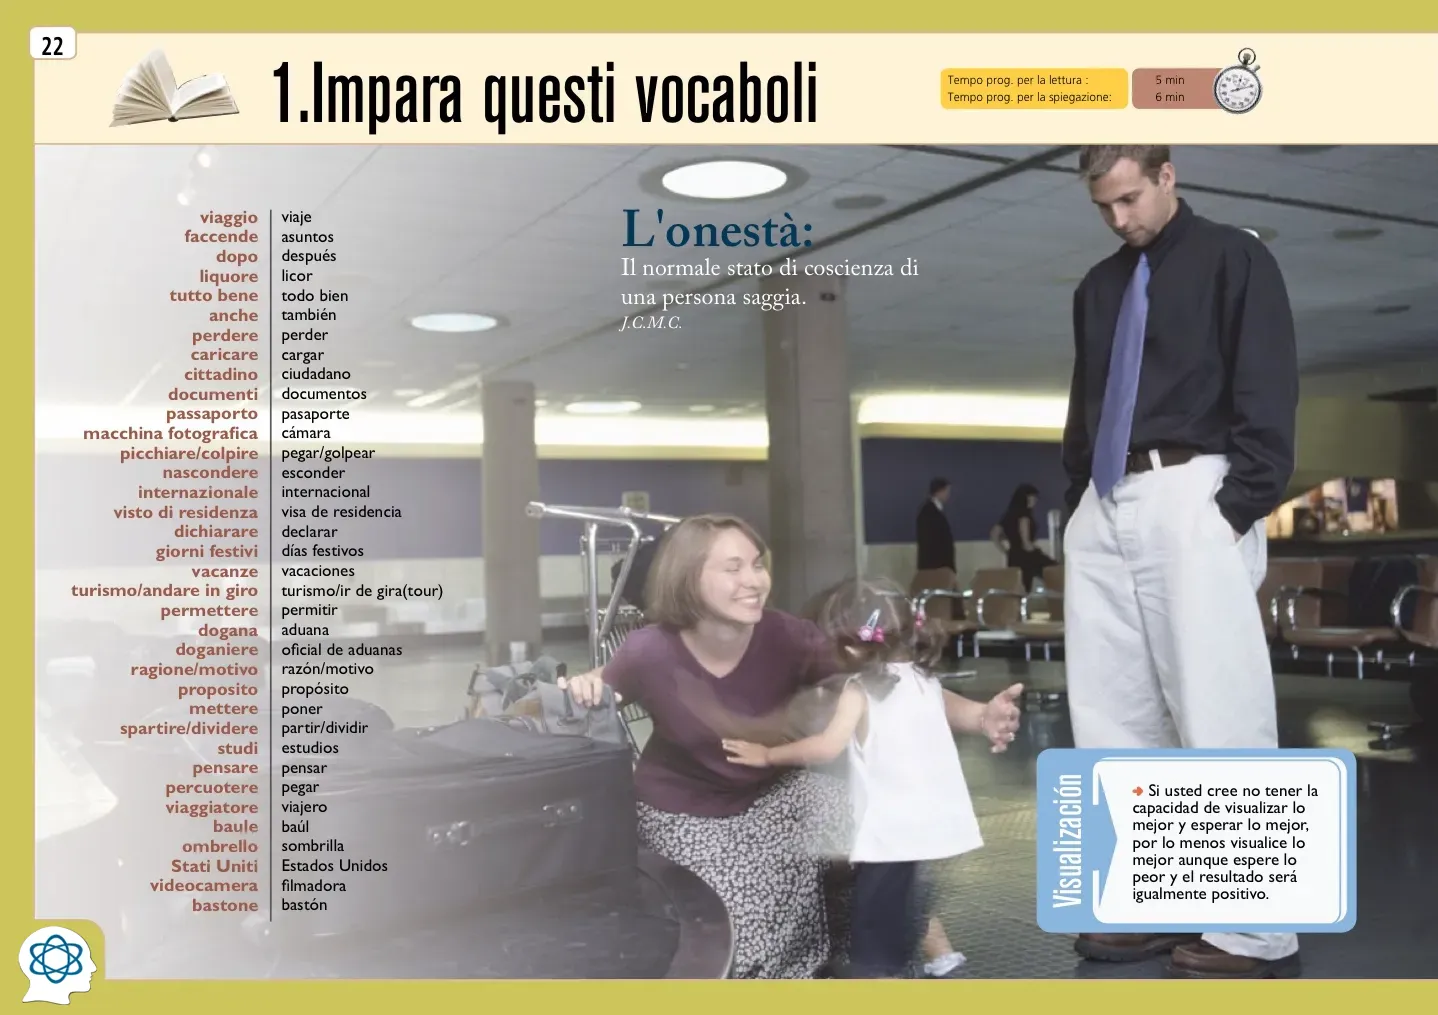 22
1.Impara questi vocaboli
Tempo prog. per la lettura : 5 min
Tempo prog. per la spiegazione: 6 min
viaggio viaje
faccende asuntos
dopo después
liquore licor
tutto bene todo bien
anche también
perdere perder
caricare cargar
cittadino ciudadano
documenti documentos
passaporto pasaporte
macchina fotografica cámara
picchiare/colpire pegar/golpear
nascondere esconder
internazionale internacional
visto di residenza visa de residencia
dichiarare declarar
giorni festivi días festivos
vacanze vacaciones
turismo/andare in giro turismo/ir de gira(tour)
permettere permitir
dogana aduana
doganiere oficial de aduanas
ragione/motivo razón/motivo
proposito propósito
mettere poner
spartire/dividere partir/dividir
studi estudios
pensare pensar
percuotere pegar
viaggiatore viajero
baule baúl
ombrello sombrilla
Stati Uniti Estados Unidos
videocamera filmadora
bastone bastón
L'onestà:
Il normale stato di coscienza di
una persona saggia.
J.C.M.C.
Visualización
Si usted cree no tener la
capacidad de visualizar lo
mejor y esperar lo mejor,
por lo menos visualice lo
mejor aunque espere lo
peor y el resultado será
igualmente positivo.